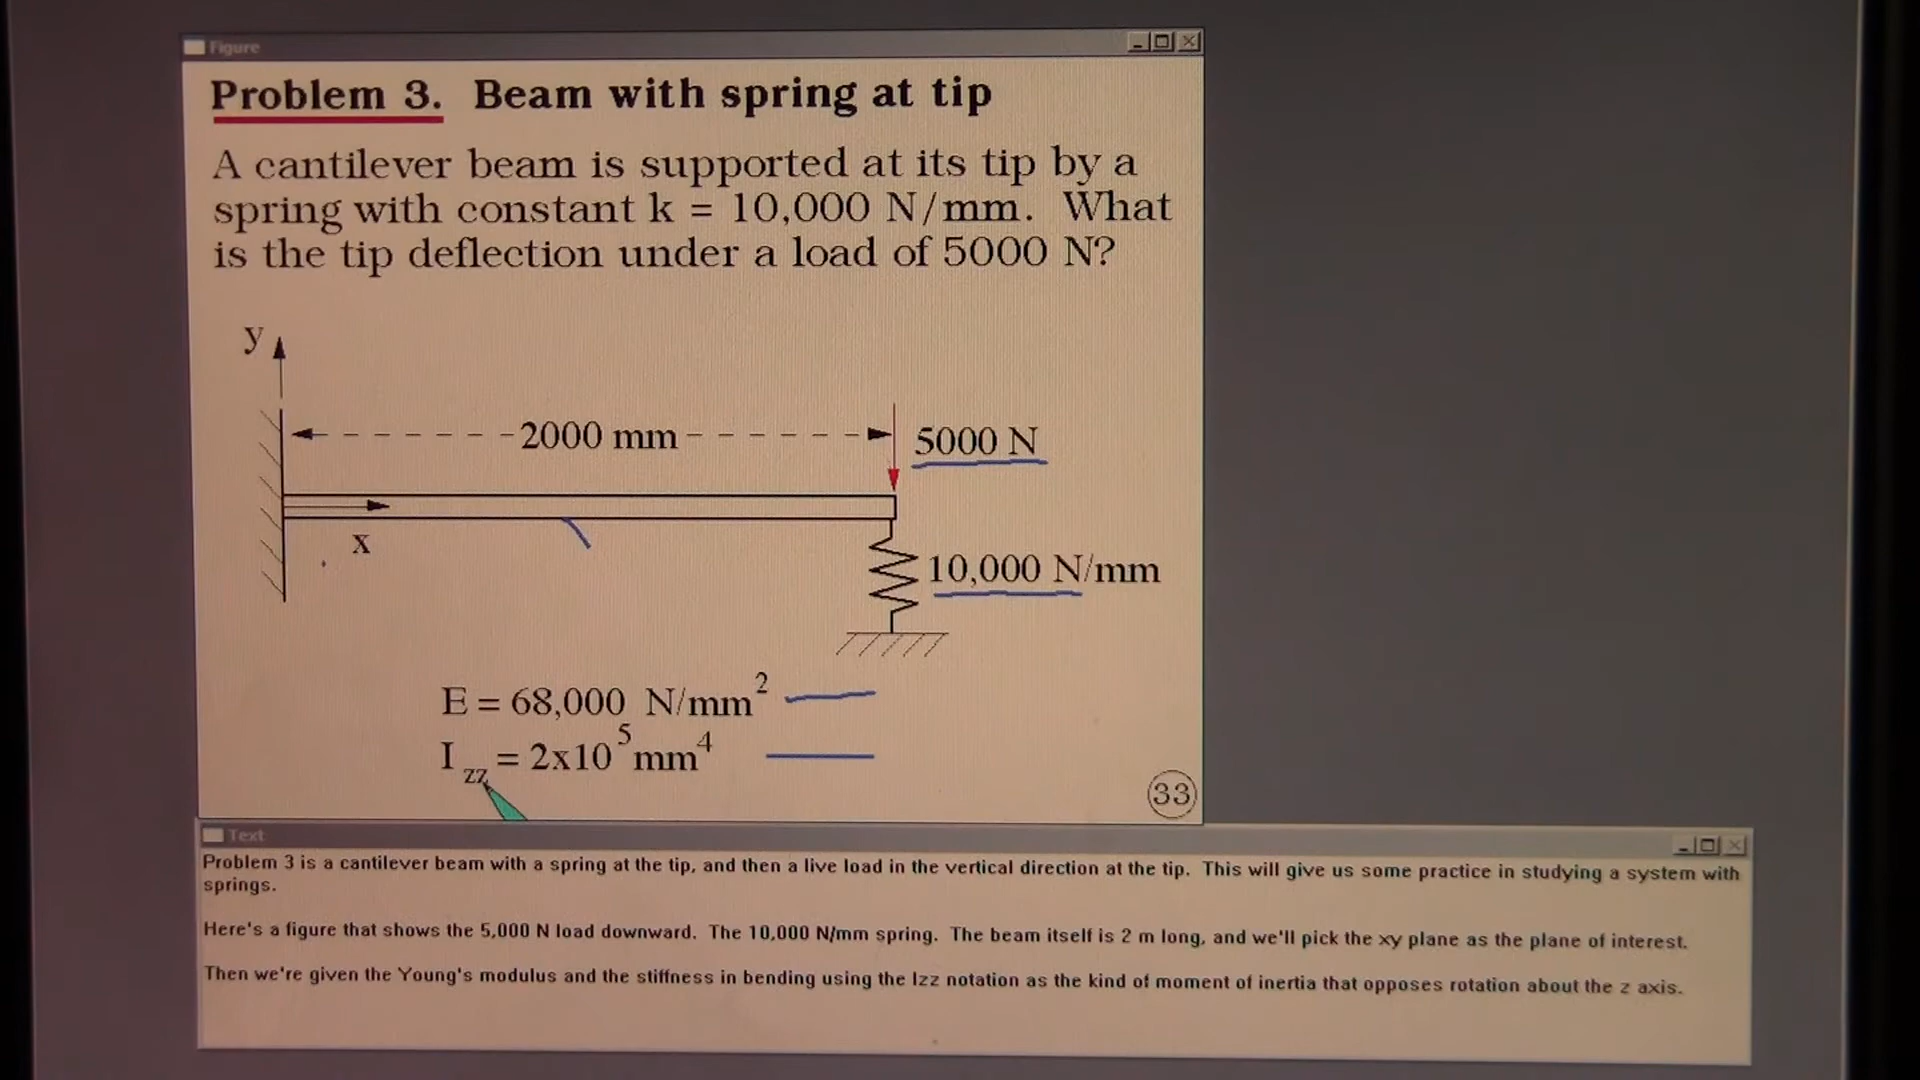 Figure
Problem 3. Beam with spring at tip
A cantilever beam is supported at its tip by a
spring with constant k = 10,000 N/mm. What
is the tip deflection under a load of 5000 N?
y
2000 mm
5000 N
x
10,000 N/mm
E = 68,000 N/mm²
I zz = 2x10⁵mm⁴
33
Text
Problem 3 is a cantilever beam with a spring at the tip, and then a live load in the vertical direction at the tip. This will give us some practice in studying a system with
springs.
Here's a figure that shows the 5,000 N load downward. The 10,000 N/mm spring. The beam itself is 2 m long, and we'll pick the xy plane as the plane of interest.
Then we're given the Young's modulus and the stiffness in bending using the Izz notation as the kind of moment of inertia that opposes rotation about the z axis.